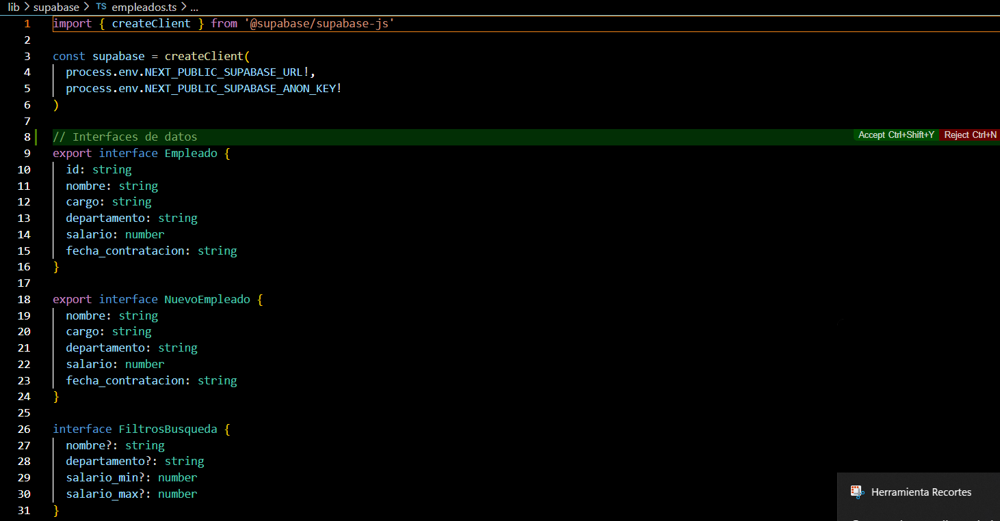 lib > supabase > TS empleados.ts > ...
1 import { createClient } from '@supabase/supabase-js'
2
3 const supabase = createClient(
4   process.env.NEXT_PUBLIC_SUPABASE_URL!,
5   process.env.NEXT_PUBLIC_SUPABASE_ANON_KEY!
6 )
7
8 // Interfaces de datos Accept Ctrl+Shift+Y Reject Ctrl+N
9 export interface Empleado {
10   id: string
11   nombre: string
12   cargo: string
13   departamento: string
14   salario: number
15   fecha_contratacion: string
16 }
17
18 export interface NuevoEmpleado {
19   nombre: string
20   cargo: string
21   departamento: string
22   salario: number
23   fecha_contratacion: string
24 }
25
26 interface FiltrosBusqueda {
27   nombre?: string
28   departamento?: string
29   salario_min?: number
30   salario_max?: number
31 }
Herramienta Recortes